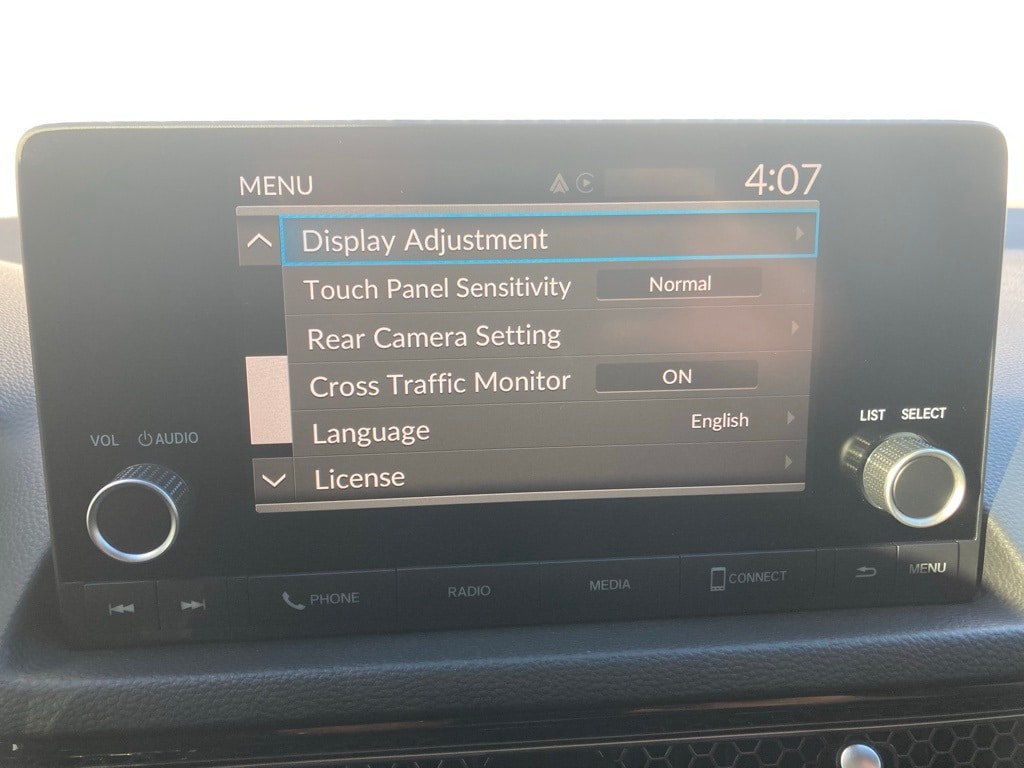 MENU 4:07
Display Adjustment
Touch Panel Sensitivity Normal
Rear Camera Setting
Cross Traffic Monitor ON
Language English
License
VOL AUDIO
LIST SELECT
PHONE RADIO MEDIA CONNECT MENU